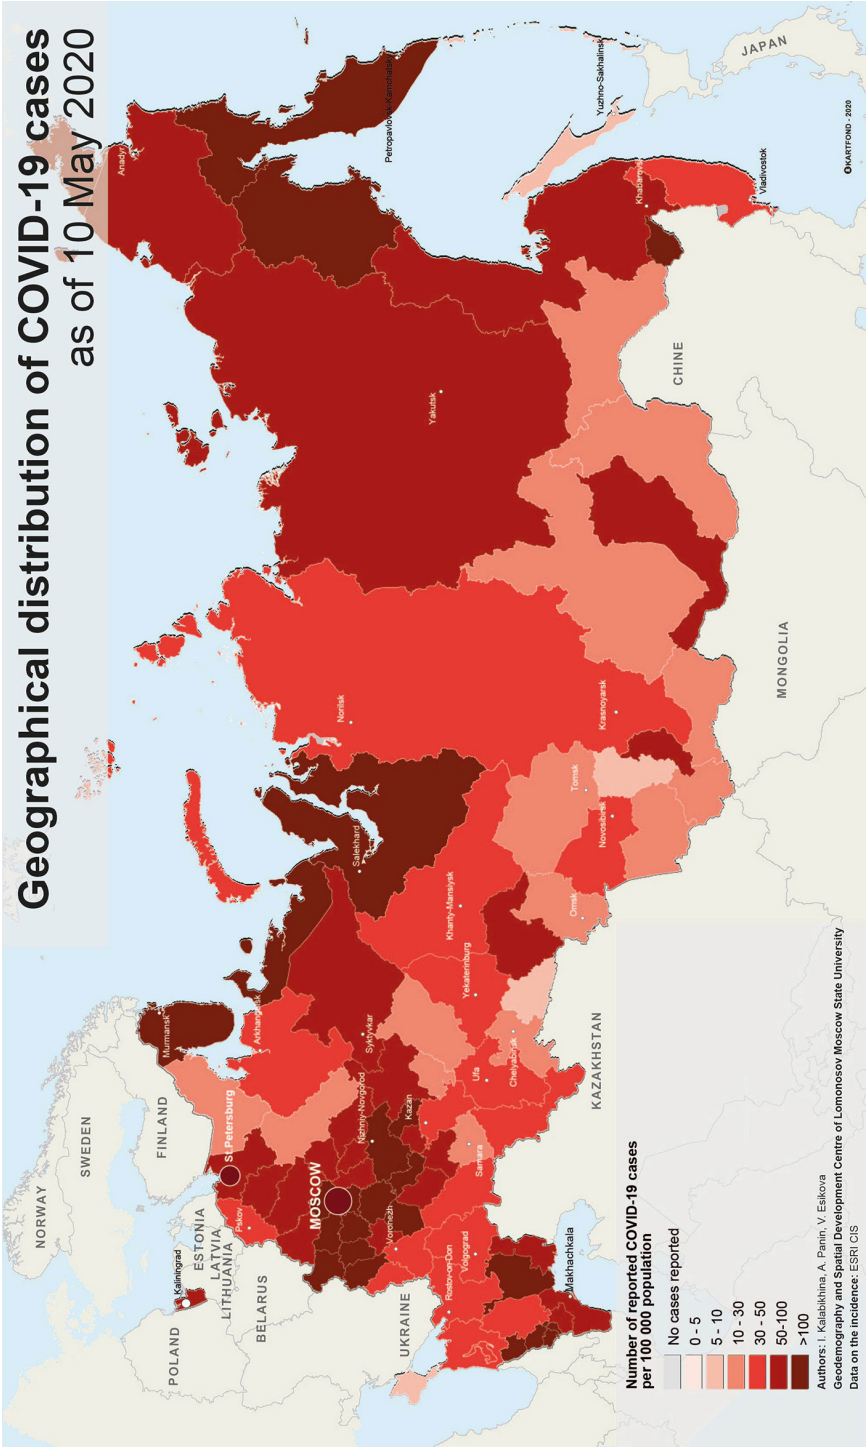 Geographical distribution of COVID-19 cases
as of 10 May 2020
NORWAY
SWEDEN
FINLAND
ESTONIA
LATVIA
LITHUANIA
POLAND
BELARUS
UKRAINE
KAZAKHSTAN
MONGOLIA
CHINE
JAPAN
Kaliningrad
St.Petersburg
Pskov
MOSCOW
Murmansk
Arkhangelsk
Syktyvkar
Nizhniy-Novgorod
Kazan
Voronezh
Samara
Ufa
Chelyabinsk
Yekaterinburg
Khanty-Mansiysk
Salekhard
Rostov-on-Don
Volgograd
Makhachkala
Omsk
Tomsk
Novosibirsk
Krasnoyarsk
Norilsk
Yakutsk
Anadyr
Petropavlovsk-Kamchatskiy
Yuzhno-Sakhalinsk
Khabarovsk
Vladivostok
Number of reported COVID-19 cases
per 100 000 population
No cases reported
0 - 5
5 - 10
10 - 30
30 - 50
50-100
>100
Authors: I. Kalabikhina, A. Panin, V. Esikova
Geodemography and Spatial Development Centre of Lomonosov Moscow State University
Data on the incidence: ESRI CIS
©KARTFOND - 2020